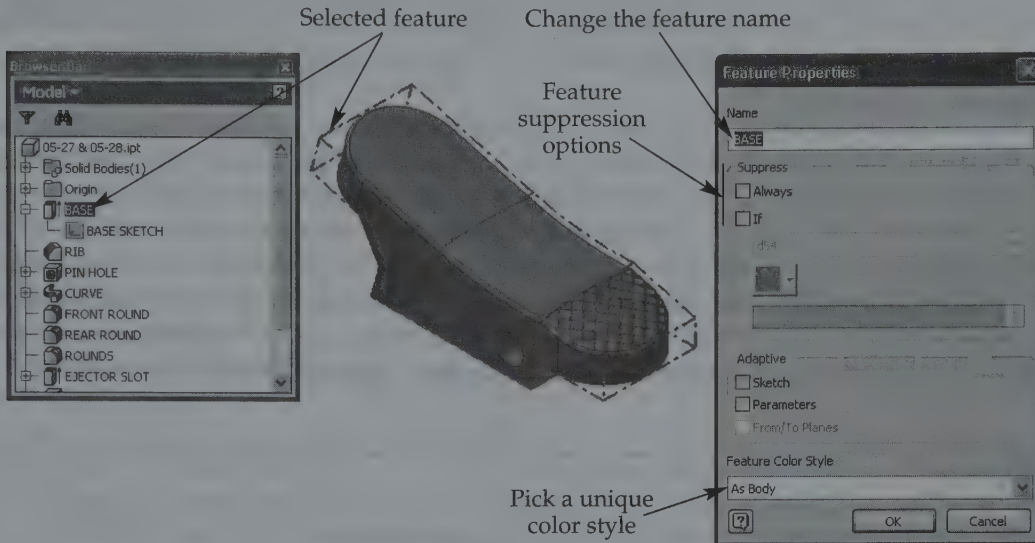 Selected feature
Change the feature name
Feature
suppression
options
Pick a unique
color style
BrowserBar
Model
05-27 & 05-28.ipt
Solid Bodies(1)
Origin
BASE
BASE SKETCH
RIB
PIN HOLE
CURVE
FRONT ROUND
REAR ROUND
ROUNDS
EJECTOR SLOT
Feature Properties
Name
BASE
Suppress
Always
If
d54
Adaptive
Sketch
Parameters
From/To Planes
Feature Color Style
As Body
OK
Cancel